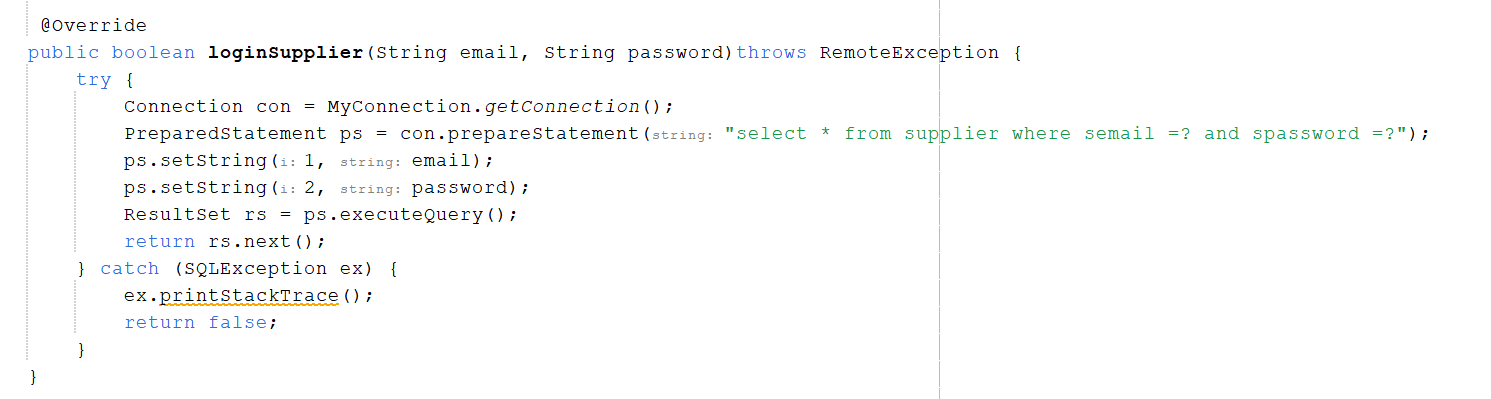 @Override
public boolean loginSupplier(String email, String password)throws RemoteException {
try {
Connection con = MyConnection.getConnection();
PreparedStatement ps = con.prepareStatement(string: "select * from supplier where semail =? and spassword =?");
ps.setString(i: 1, string: email);
ps.setString(i: 2, string: password);
ResultSet rs = ps.executeQuery();
return rs.next();
} catch (SQLException ex) {
ex.printStackTrace();
return false;
}
}